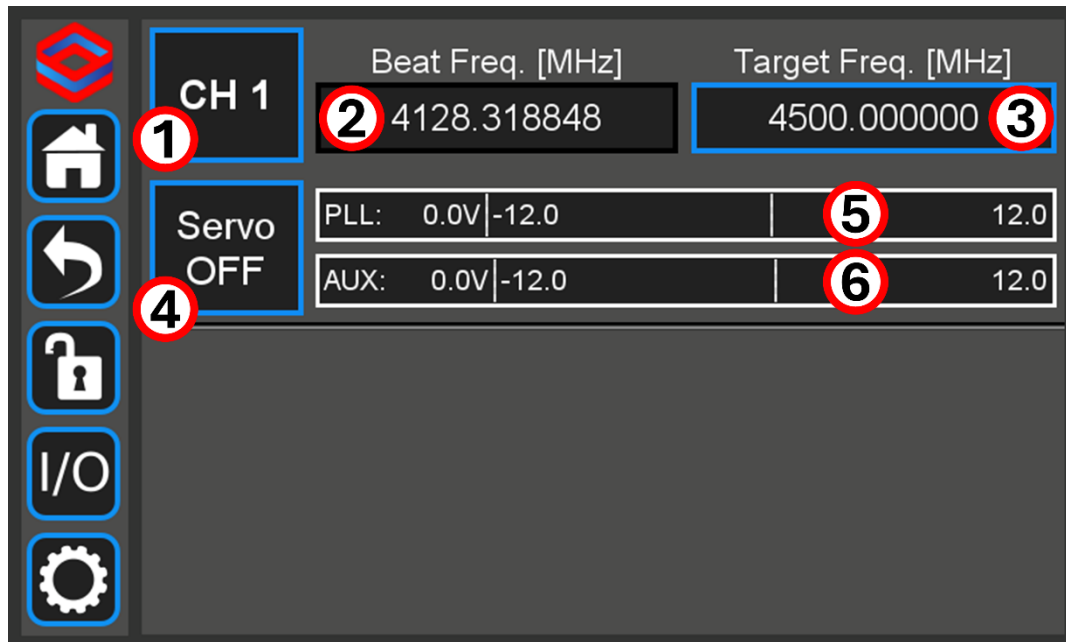 CH 1
1
Beat Freq. [MHz]
2
4128.318848
Target Freq. [MHz]
4500.000000
3
Servo
OFF
4
PLL: 0.0V -12.0
5
12.0
AUX: 0.0V -12.0
6
12.0
I/O